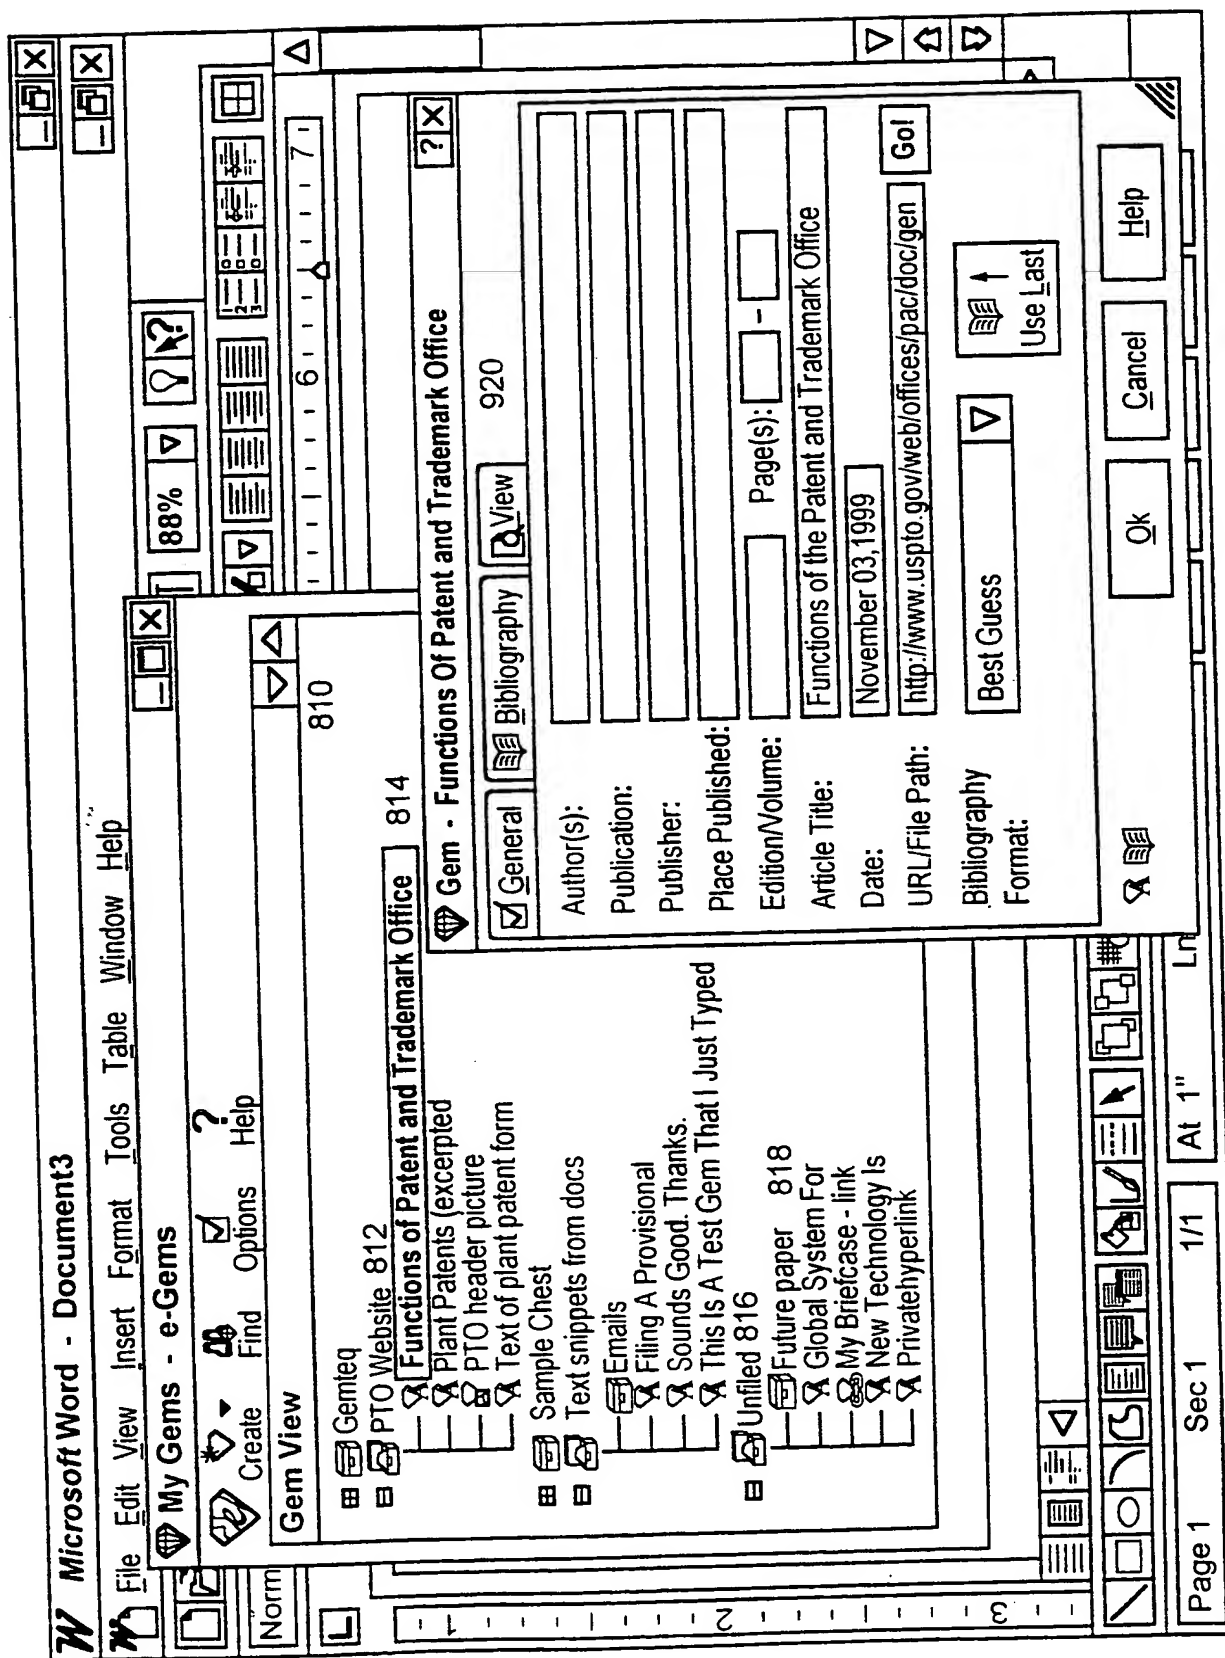 Microsoft Word - Document3
File Edit View Insert Format Tools Table Window Help
88%
Norm
My Gems - e-Gems
Create Find Options Help
Gem View
810
Gemteq
PTO Website 812
Functions of Patent and Trademark Office 814
Plant Patents (excerpted
PTO header picture
Text of plant patent form
Sample Chest
Text snippets from docs
Emails
Filing A Provisional
Sounds Good. Thanks.
This Is A Test Gem That I Just Typed
Unfiled 816
Future paper 818
Global System For
My Briefcase - link
New Technology Is
Privatehyperlink
Gem - Functions Of Patent and Trademark Office
General Bibliography View 920
Author(s):
Publication:
Publisher:
Place Published:
Edition/Volume: Page(s): -
Article Title: Functions of the Patent and Trademark Office
Date: November 03,1999
URL/File Path: http://www.uspto.gov/web/offices/pac/doc/gen Go!
Bibliography
Format: Best Guess Use Last
Ok Cancel Help
6 7
1 2 3
Page 1 Sec 1 1/1 At 1" Ln